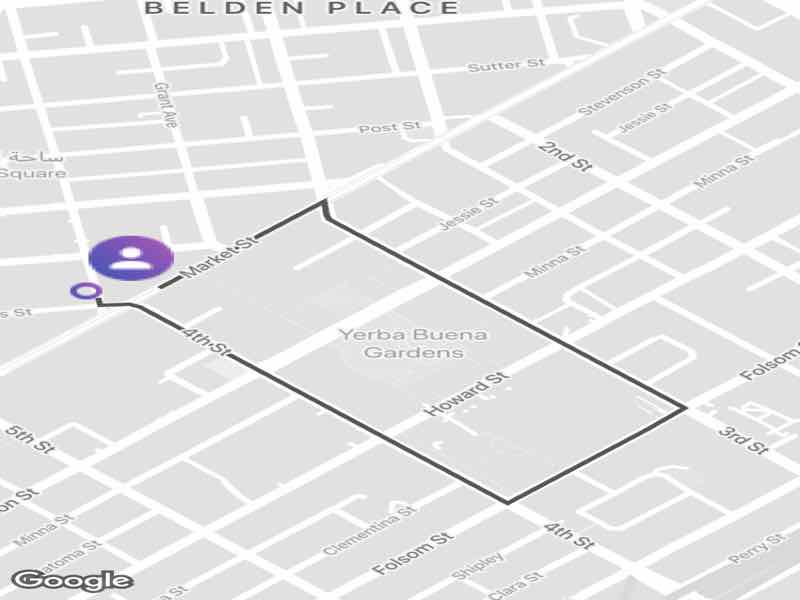 BELDEN PLACE
Sutter St
Stevenson St
Grant Ave
Jessie St
Post St
2nd St
ساحة
Square
Minna St
Jessie St
Market St
Minna St
s St
4th St
Yerba Buena
Gardens
Folsom S
Howard St
5th St
3rd St
on St
Minna St
Clementina St
4th St
atoma St
Folsom St
Perry St
Shipley
Clara St
a St
Google